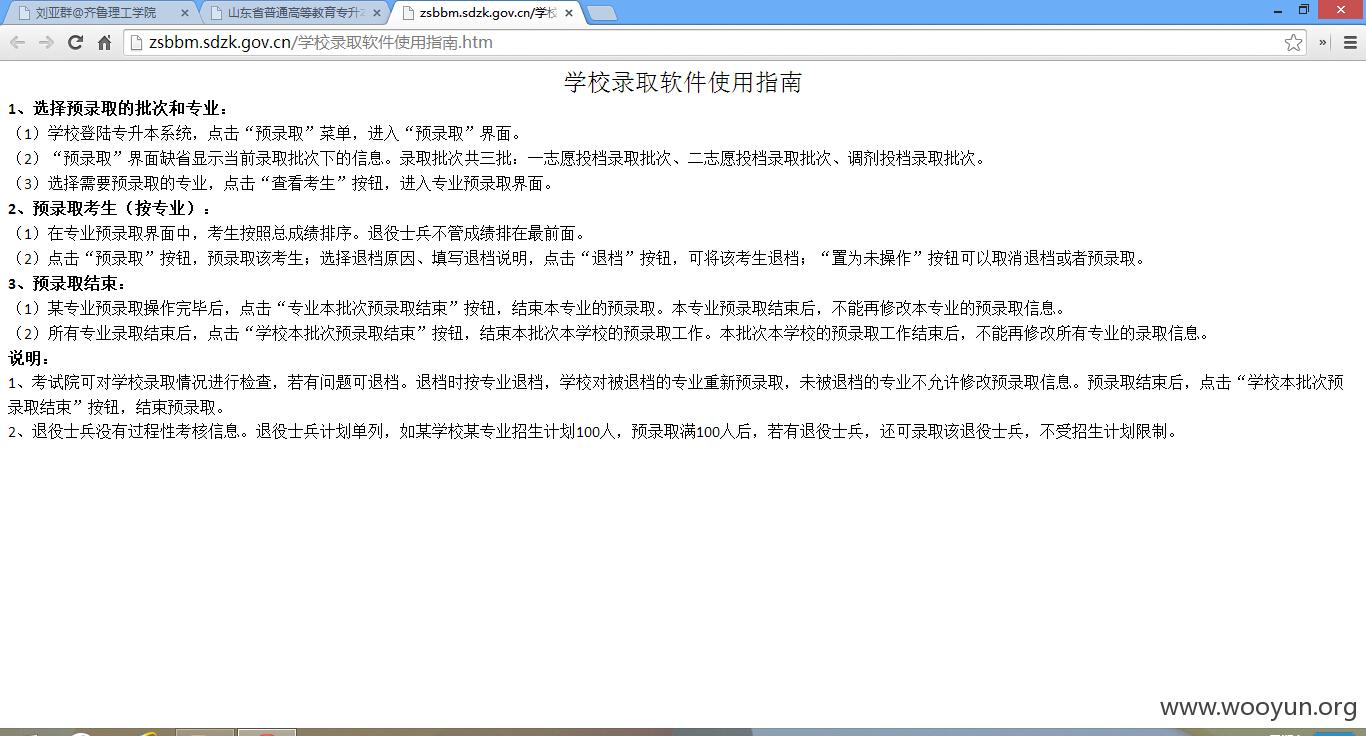 刘亚群@齐鲁理工学院
山东省普通高等教育专升
zsbbm.sdzk.gov.cn/学校
zsbbm.sdzk.gov.cn/学校录取软件使用指南.htm
学校录取软件使用指南
1、选择预录取的批次和专业：
（1）学校登陆专升本系统，点击“预录取”菜单，进入“预录取”界面。
（2）“预录取”界面缺省显示当前录取批次下的信息。录取批次共三批：一志愿投档录取批次、二志愿投档录取批次、调剂投档录取批次。
（3）选择需要预录取的专业，点击“查看考生”按钮，进入专业预录取界面。
2、预录取考生（按专业）：
（1）在专业预录取界面中，考生按照总成绩排序。退役士兵不管成绩排在最前面。
（2）点击“预录取”按钮，预录取该考生；选择退档原因、填写退档说明，点击“退档”按钮，可将该考生退档；“置为未操作”按钮可以取消退档或者预录取。
3、预录取结束：
（1）某专业预录取操作完毕后，点击“专业本批次预录取结束”按钮，结束本专业的预录取。本专业预录取结束后，不能再修改本专业的预录取信息。
（2）所有专业录取结束后，点击“学校本批次预录取结束”按钮，结束本批次本学校的预录取工作。本批次本学校的预录取工作结束后，不能再修改所有专业的录取信息。
说明：
1、考试院可对学校录取情况进行检查，若有问题可退档。退档时按专业退档，学校对被退档的专业重新预录取，未被退档的专业不允许修改预录取信息。预录取结束后，点击“学校本批次预
录取结束”按钮，结束预录取。
2、退役士兵没有过程性考核信息。退役士兵计划单列，如某学校某专业招生计划100人，预录取满100人后，若有退役士兵，还可录取该退役士兵，不受招生计划限制。
www.wooyun.org